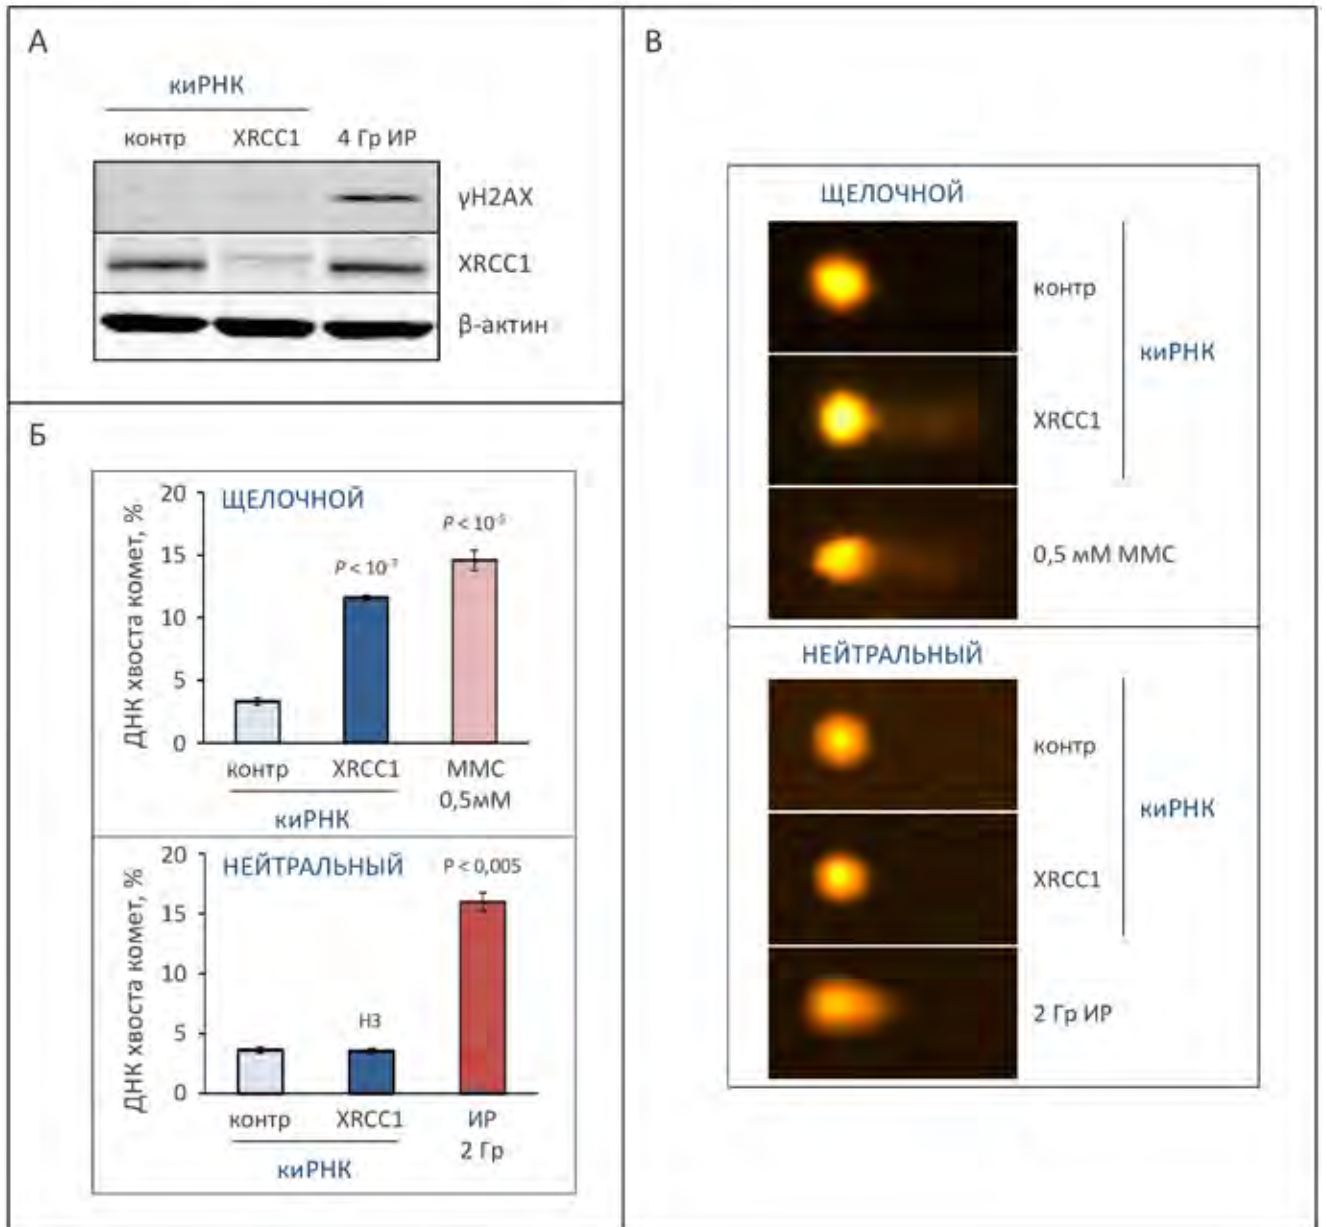 А
киРНК
контр XRCC1 4 Гр ИР
γH2AX
XRCC1
β-актин
Б
20
ЩЕЛОЧНОЙ
15
10
5
0
ДНК хвоста комет, %
P < 10⁻⁷
P < 10⁻⁵
контр XRCC1 ММС
0,5мМ
киРНК
20
НЕЙТРАЛЬНЫЙ
P < 0,005
15
10
5
0
ДНК хвоста комет, %
НЗ
контр XRCC1 ИР
2 Гр
киРНК
В
ЩЕЛОЧНОЙ
контр
киРНК
XRCC1
0,5 мМ ММС
НЕЙТРАЛЬНЫЙ
контр
киРНК
XRCC1
2 Гр ИР